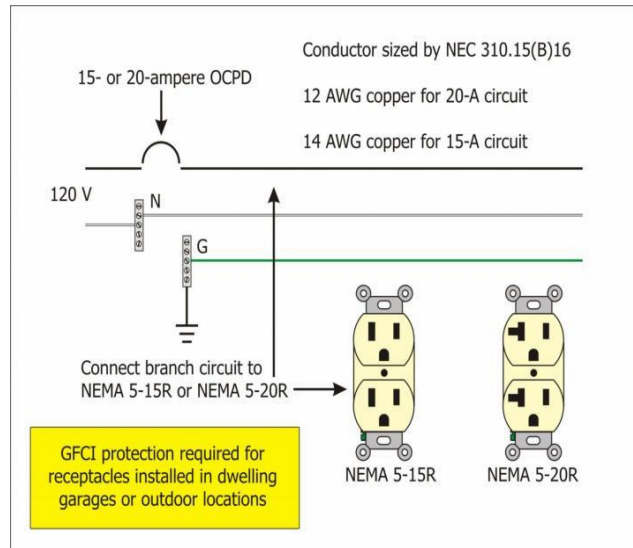 Conductor sized by NEC 310.15(B)16
15- or 20-ampere OCPD
12 AWG copper for 20-A circuit
14 AWG copper for 15-A circuit
120 V
N
G
Connect branch circuit to
NEMA 5-15R or NEMA 5-20R
GFCI protection required for
receptacles installed in dwelling
garages or outdoor locations
NEMA 5-15R
NEMA 5-20R